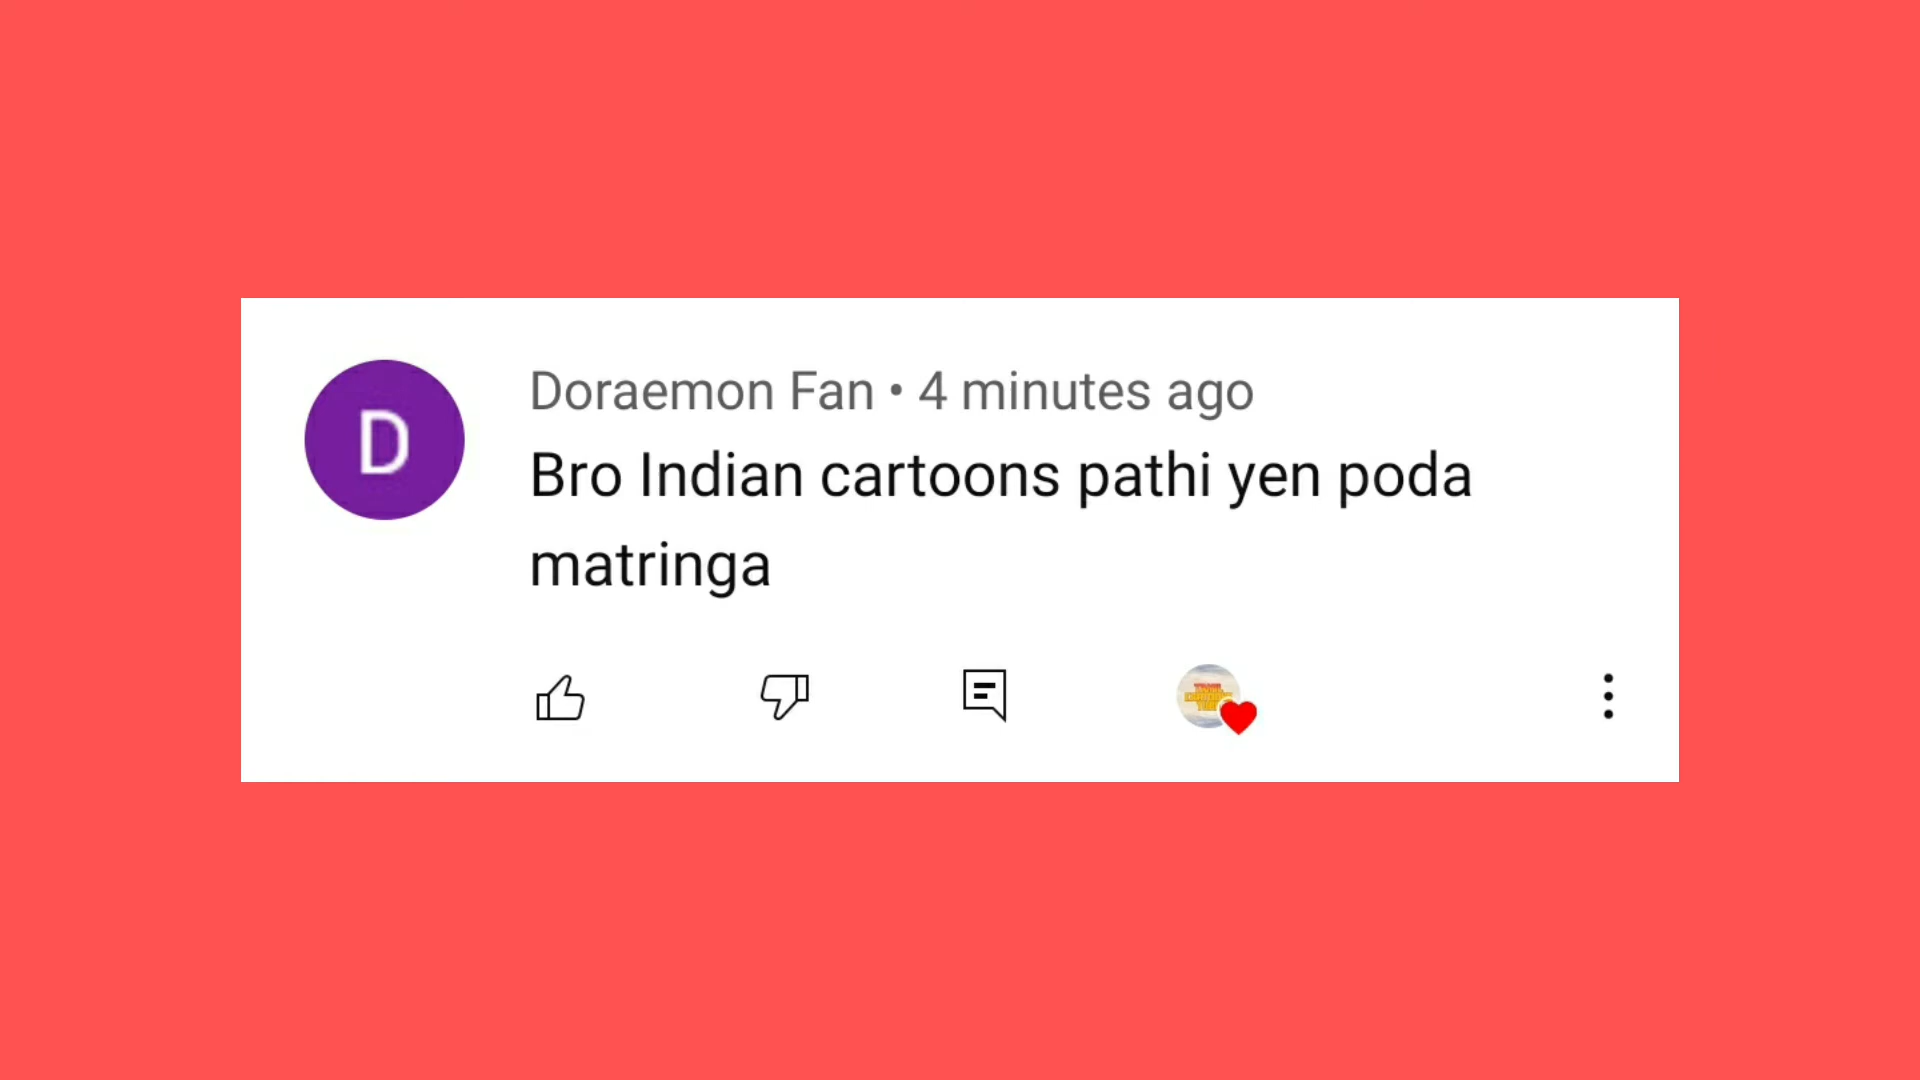 D
Doraemon Fan • 4 minutes ago
Bro Indian cartoons pathi yen poda
matringa